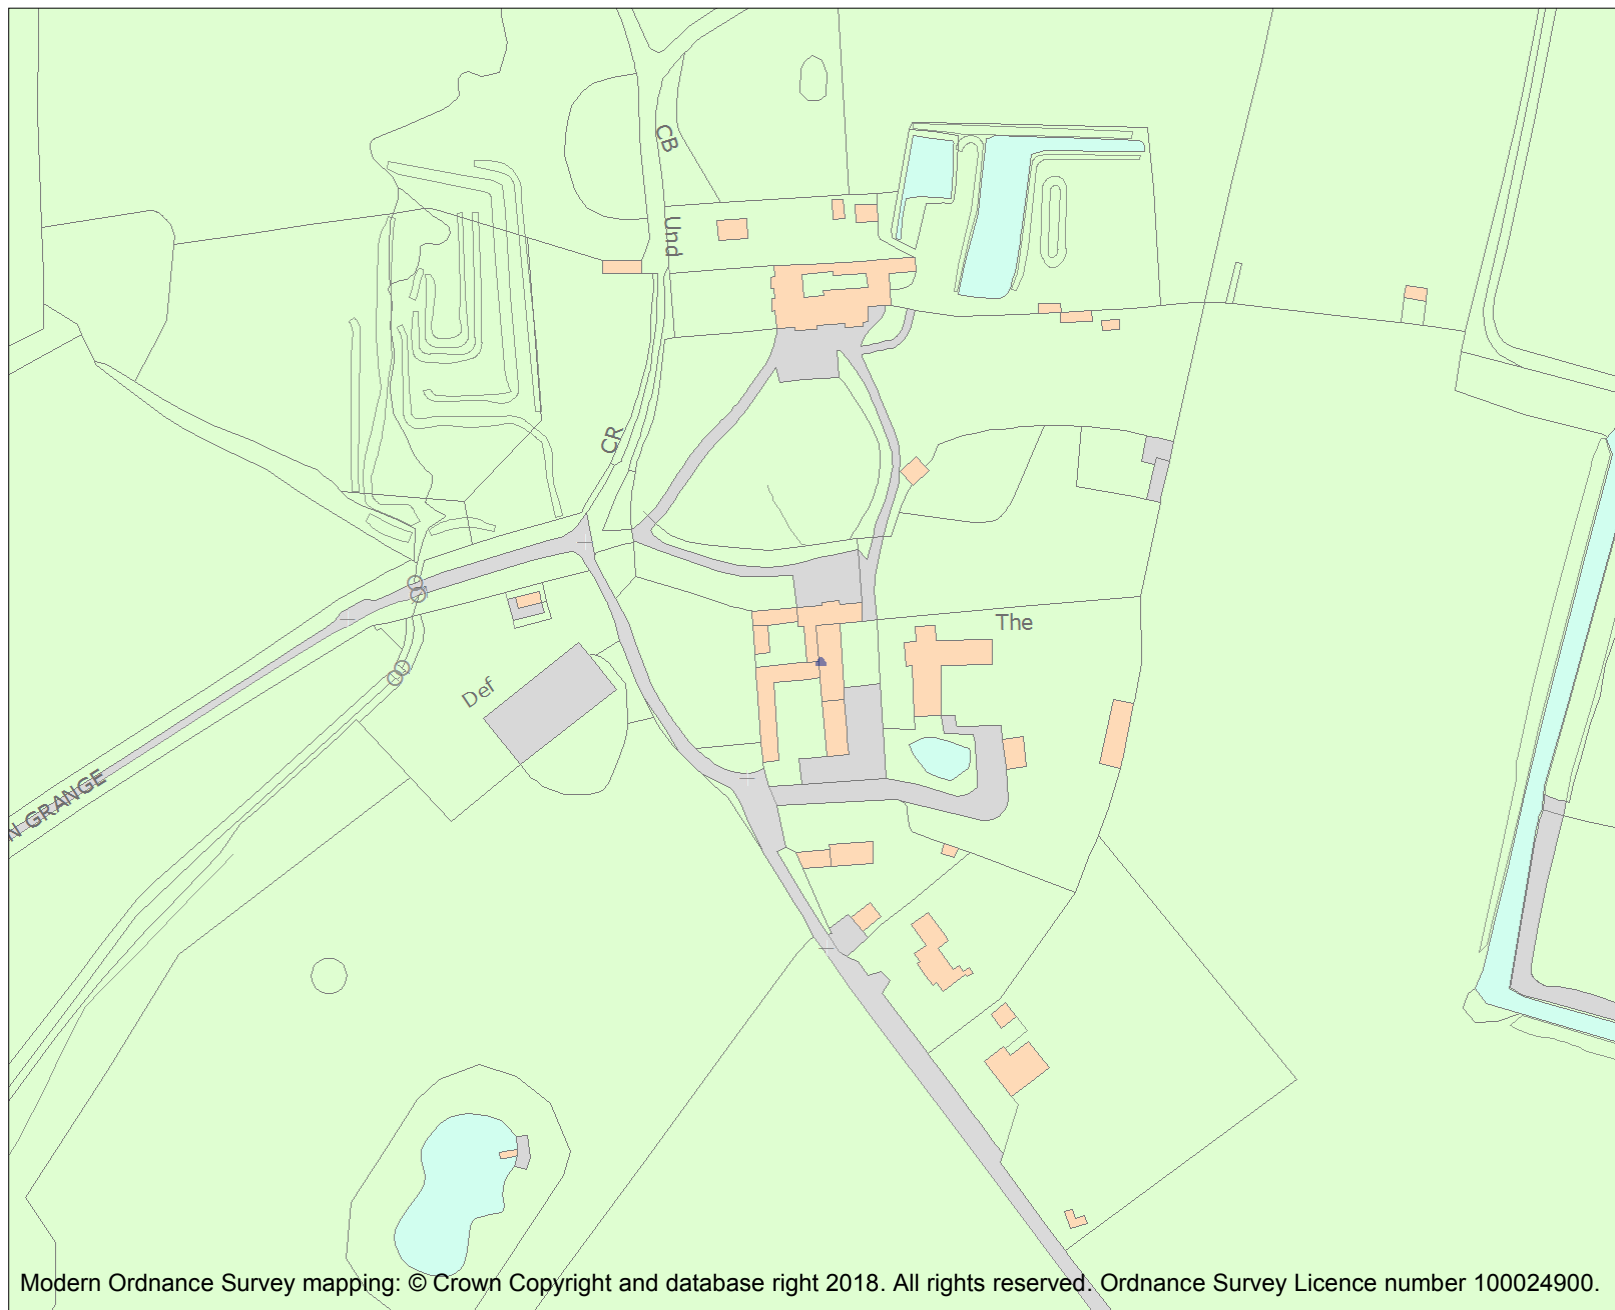 CB
Und
CR
The
Def
N GRANGE
Modern Ordnance Survey mapping: © Crown Copyright and database right 2018. All rights reserved. Ordnance Survey Licence number 100024900.